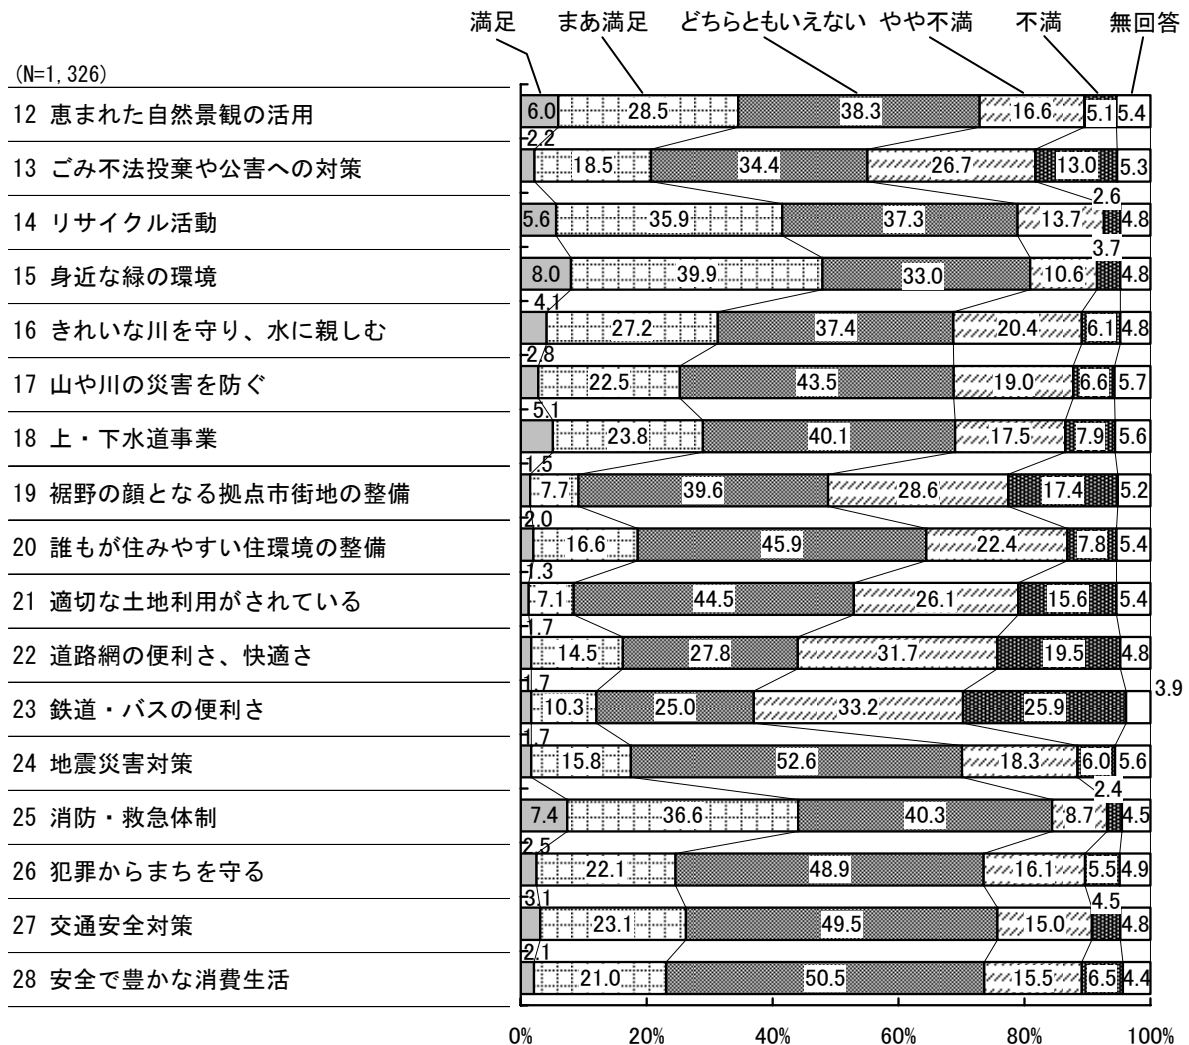 満足 まあ満足 どちらともいえない やや不満 不満 無回答
(N=1,326)
12 恵まれた自然景観の活用 6.0 28.5 38.3 16.6 5.1 5.4
13 ごみ不法投棄や公害への対策 2.2 18.5 34.4 26.7 13.0 5.3
14 リサイクル活動 5.6 35.9 37.3 13.7 2.6 4.8
15 身近な緑の環境 8.0 39.9 33.0 10.6 3.7 4.8
16 きれいな川を守り、水に親しむ 4.1 27.2 37.4 20.4 6.1 4.8
17 山や川の災害を防ぐ 2.8 22.5 43.5 19.0 6.6 5.7
18 上・下水道事業 5.1 23.8 40.1 17.5 7.9 5.6
19 裾野の顔となる拠点市街地の整備 1.5 7.7 39.6 28.6 17.4 5.2
20 誰もが住みやすい住環境の整備 2.0 16.6 45.9 22.4 7.8 5.4
21 適切な土地利用がされている 1.3 7.1 44.5 26.1 15.6 5.4
22 道路網の便利さ、快適さ 1.7 14.5 27.8 31.7 19.5 4.8
23 鉄道・バスの便利さ 1.7 10.3 25.0 33.2 25.9 3.9
24 地震災害対策 1.7 15.8 52.6 18.3 6.0 5.6
25 消防・救急体制 7.4 36.6 40.3 8.7 2.4 4.5
26 犯罪からまちを守る 2.5 22.1 48.9 16.1 5.5 4.9
27 交通安全対策 3.1 23.1 49.5 15.0 4.5 4.8
28 安全で豊かな消費生活 2.1 21.0 50.5 15.5 6.5 4.4
0% 20% 40% 60% 80% 100%